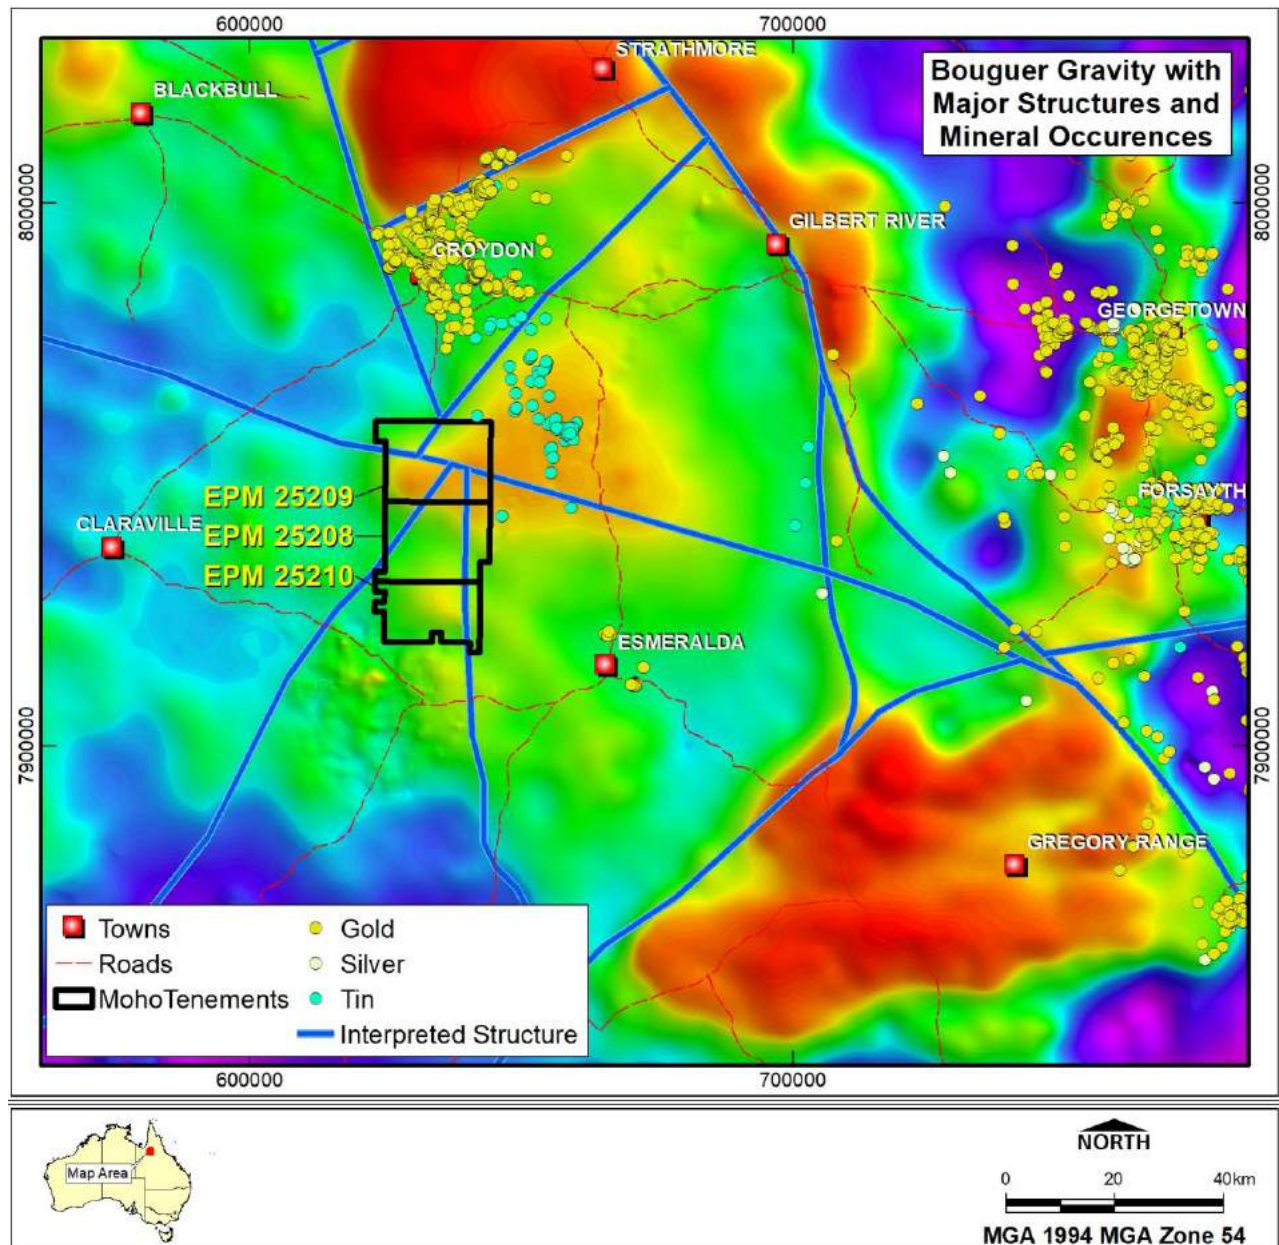 600000
700000
STRATHMORE
Bouguer Gravity with
Major Structures and
Mineral Occurences
BLACKBULL
8000000
8000000
GILBERT RIVER
CROYDON
GEORGETOWN
EPM 25209
FORSAYTH
CLARAVILLE
EPM 25208
EPM 25210
ESMERALDA
7900000
7900000
GREGORY RANGE
Towns
Gold
Roads
Silver
MohoTenements
Tin
Interpreted Structure
600000
700000
Map Area
NORTH
0 20 40km
MGA 1994 MGA Zone 54